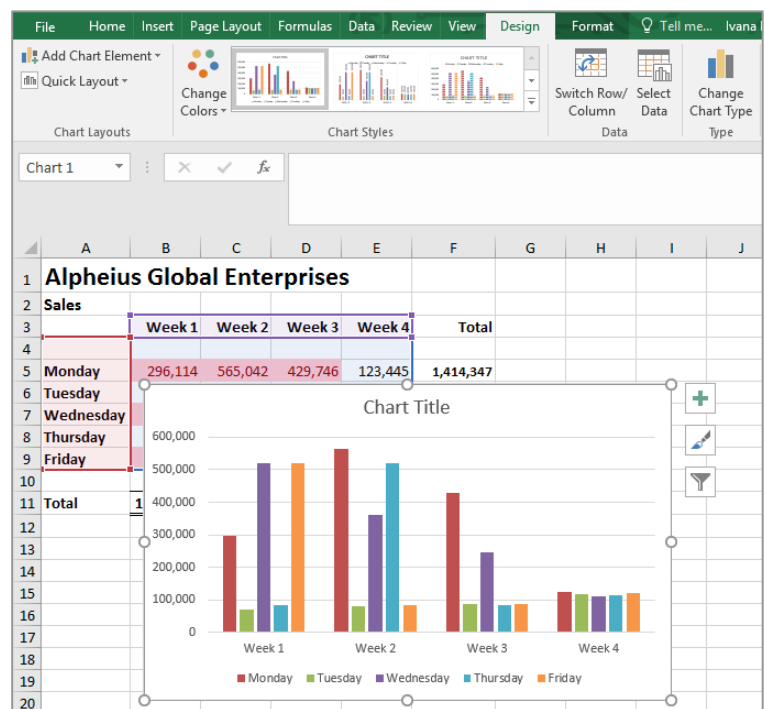 File Home Insert Page Layout Formulas Data Review View Design Format Tell me... Ivana
Add Chart Element
Quick Layout
Change Colors
Switch Row/ Column
Select Data
Change Chart Type
Chart Layouts Chart Styles Data Type
Chart 1 fx
A B C D E F G H I J
1 Alpheius Global Enterprises
2 Sales
3 Week 1 Week 2 Week 3 Week 4 Total
4
5 Monday 296,114 565,042 429,746 123,445 1,414,347
6 Tuesday
7 Wednesday
8 Thursday
9 Friday
10
11 Total 1
12
13
14
15
16
17
18
19
20
Chart Title
600,000
500,000
400,000
300,000
200,000
100,000
0
Week 1 Week 2 Week 3 Week 4
Monday Tuesday Wednesday Thursday Friday